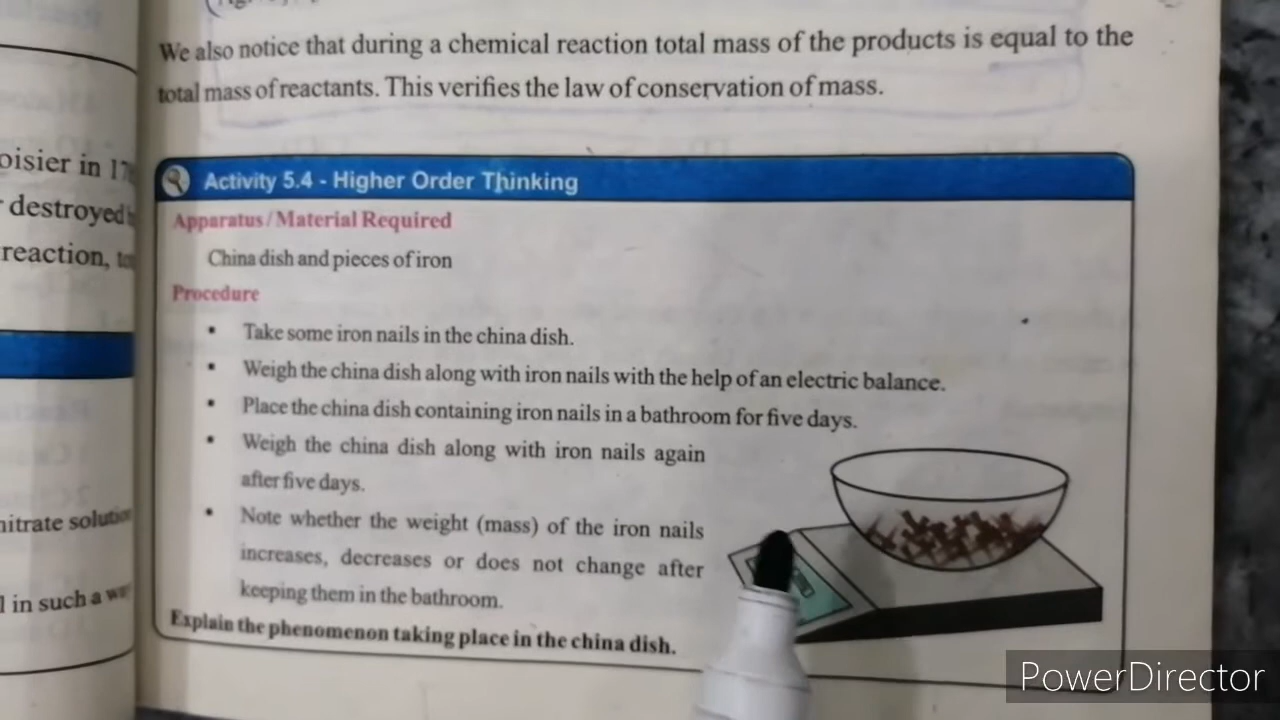 We also notice that during a chemical reaction total mass of the products is equal to the
total mass of reactants. This verifies the law of conservation of mass.
oisier in
destroyed
reaction,
nitrate solution
l in such a
Activity 5.4 - Higher Order Thinking
Apparatus / Material Required
China dish and pieces of iron
Procedure
• Take some iron nails in the china dish.
• Weigh the china dish along with iron nails with the help of an electric balance.
• Place the china dish containing iron nails in a bathroom for five days.
• Weigh the china dish along with iron nails again
after five days.
• Note whether the weight (mass) of the iron nails
increases, decreases or does not change after
keeping them in the bathroom.
Explain the phenomenon taking place in the china dish.
PowerDirector